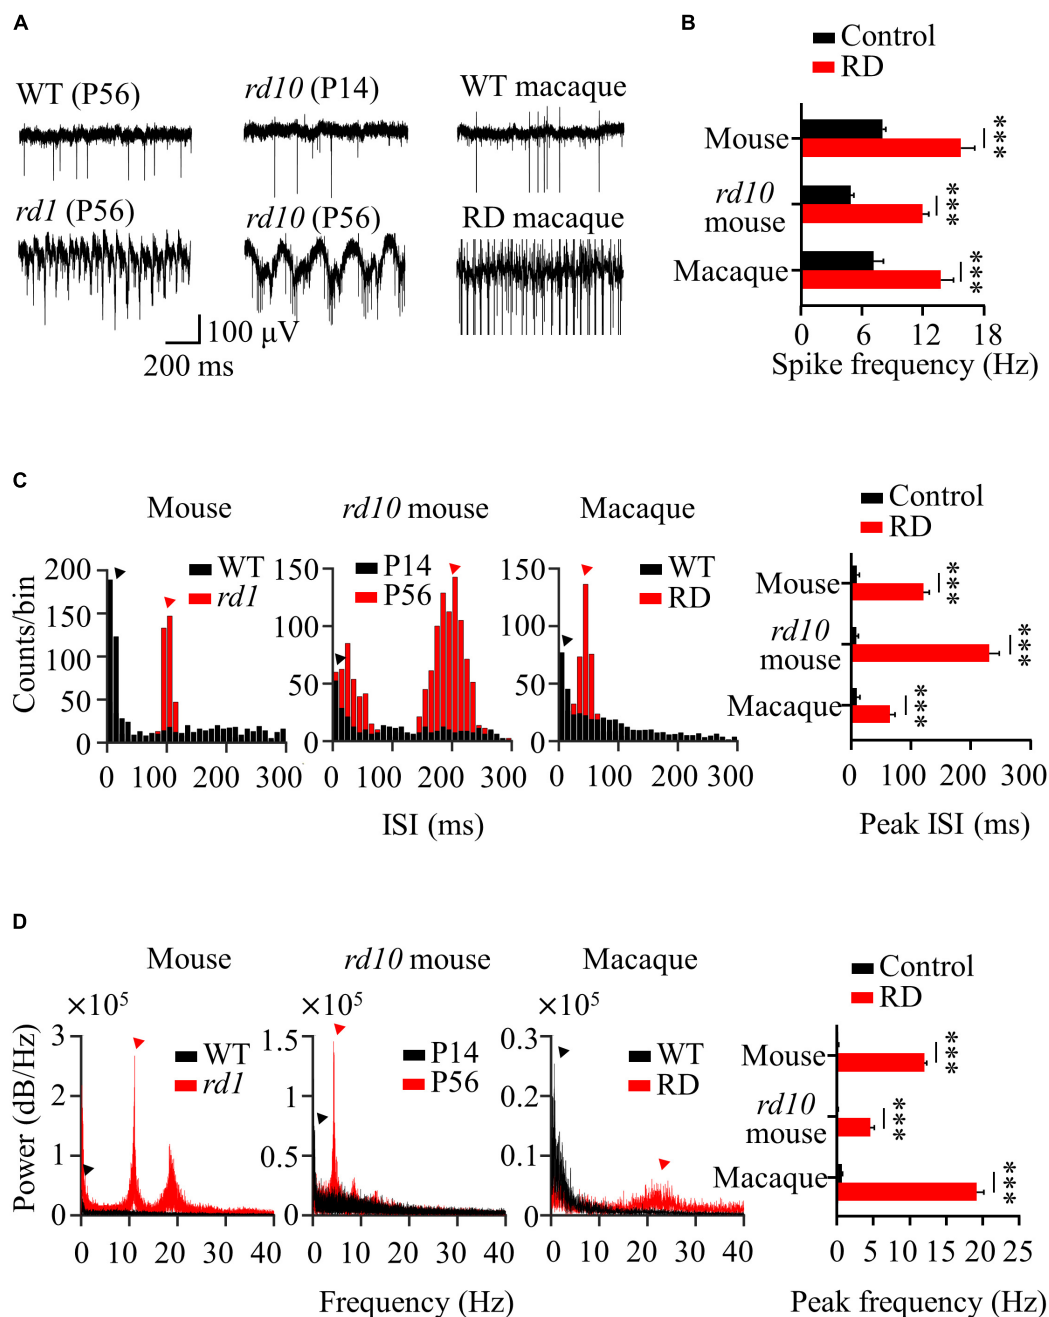 A
WT (P56)
rd10 (P14)
WT macaque
rd1 (P56)
rd10 (P56)
RD macaque
100 µV
200 ms
B
Control
RD
Mouse
***
rd10
mouse
***
Macaque
***
0 6 12 18
Spike frequency (Hz)
C
Mouse
rd10 mouse
Macaque
Control
RD
Counts/bin
200
150
100
50
0
WT
rd1
0 100 200 300
150
100
50
0
P14
P56
0 100 200 300
150
100
50
0
WT
RD
0 100 200 300
ISI (ms)
Mouse
***
rd10
mouse
***
Macaque
***
0 100 200 300
Peak ISI (ms)
D
Mouse
rd10 mouse
Macaque
Control
RD
Power (dB/Hz)
×10⁵
3
2
1
0
WT
rd1
0 10 20 30 40
×10⁵
1.5
1
0.5
0
P14
P56
0 10 20 30 40
×10⁵
0.3
0.2
0.1
0
WT
RD
0 10 20 30 40
Frequency (Hz)
Mouse
***
rd10
mouse
***
Macaque
***
0 5 10 15 20 25
Peak frequency (Hz)